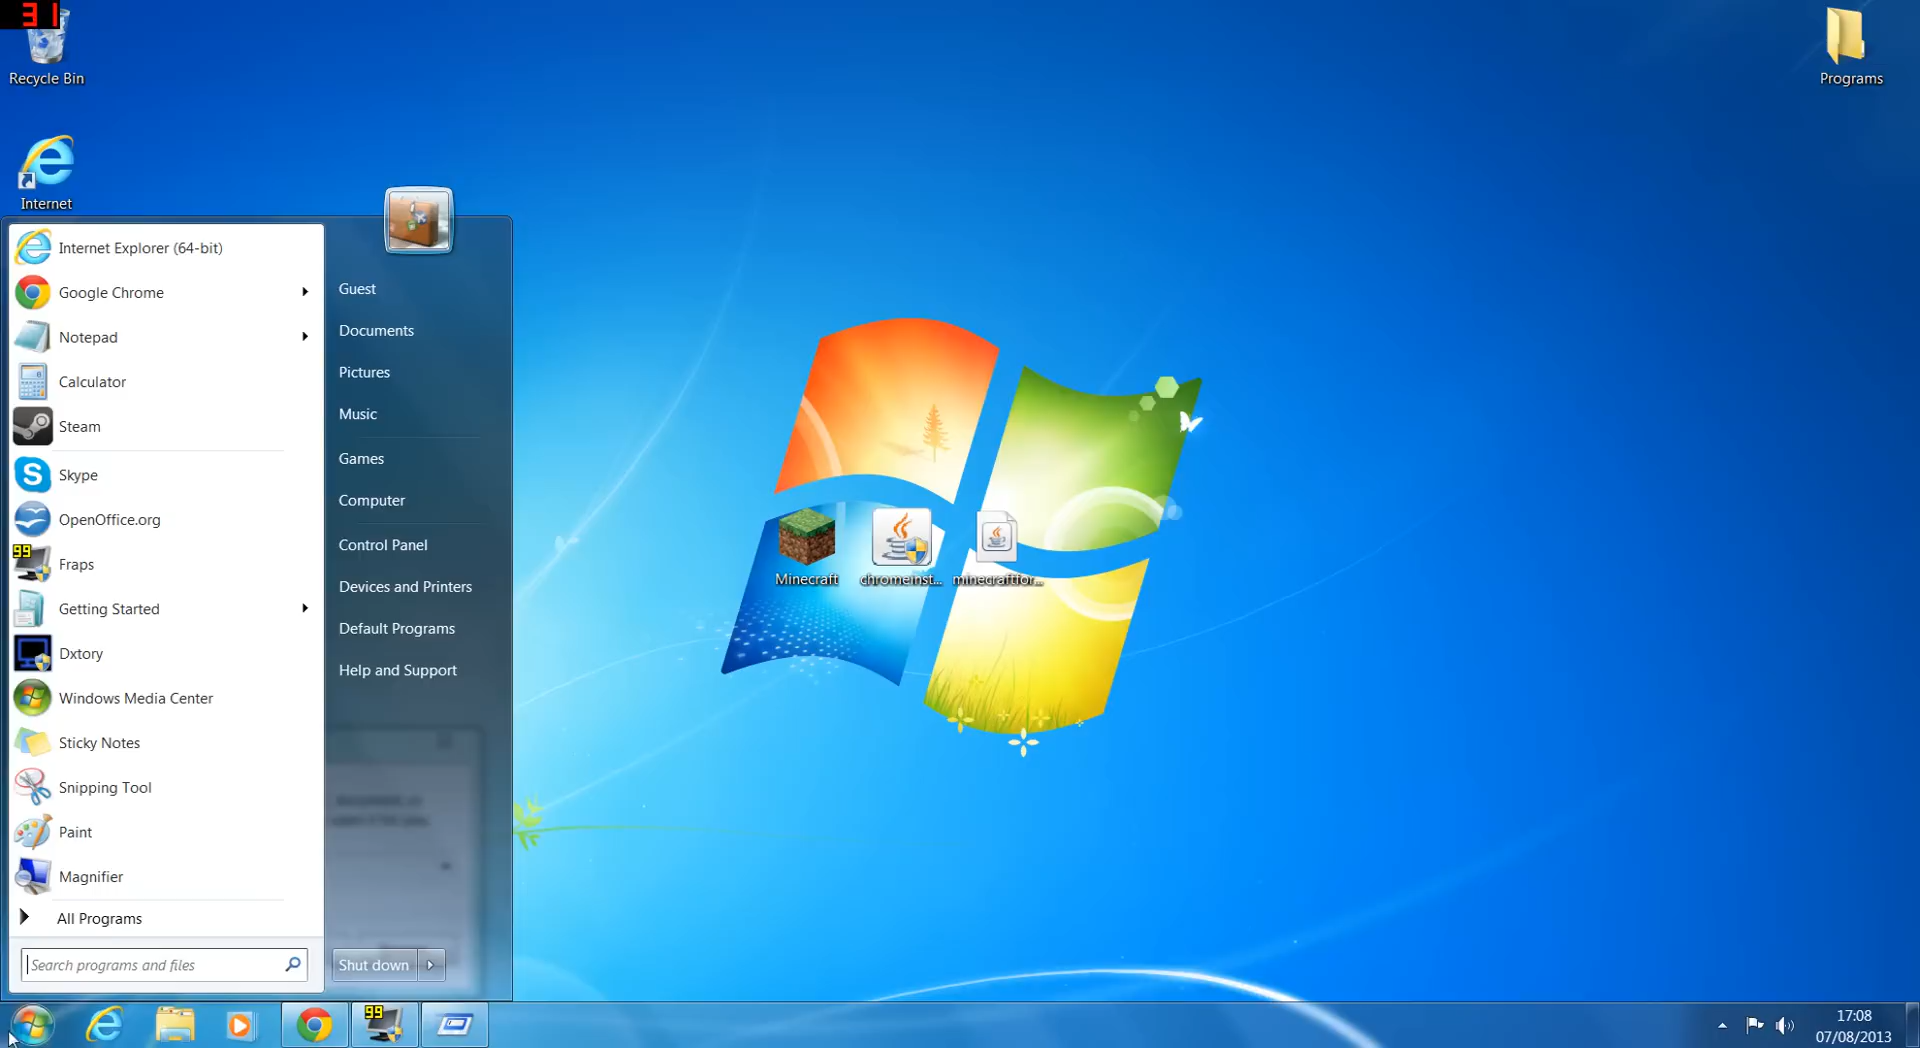 31
Recycle Bin
Programs
Internet
Internet Explorer (64-bit)
Google Chrome
Notepad
Calculator
Steam
Skype
OpenOffice.org
99
Fraps
Getting Started
Dxtory
Windows Media Center
Sticky Notes
Snipping Tool
Paint
Magnifier
All Programs
Search programs and files
Guest
Documents
Pictures
Music
Games
Computer
Control Panel
Devices and Printers
Default Programs
Help and Support
Shut down
Minecraft
chromeinst...
minecraftfor...
99
17:08
07/08/2013